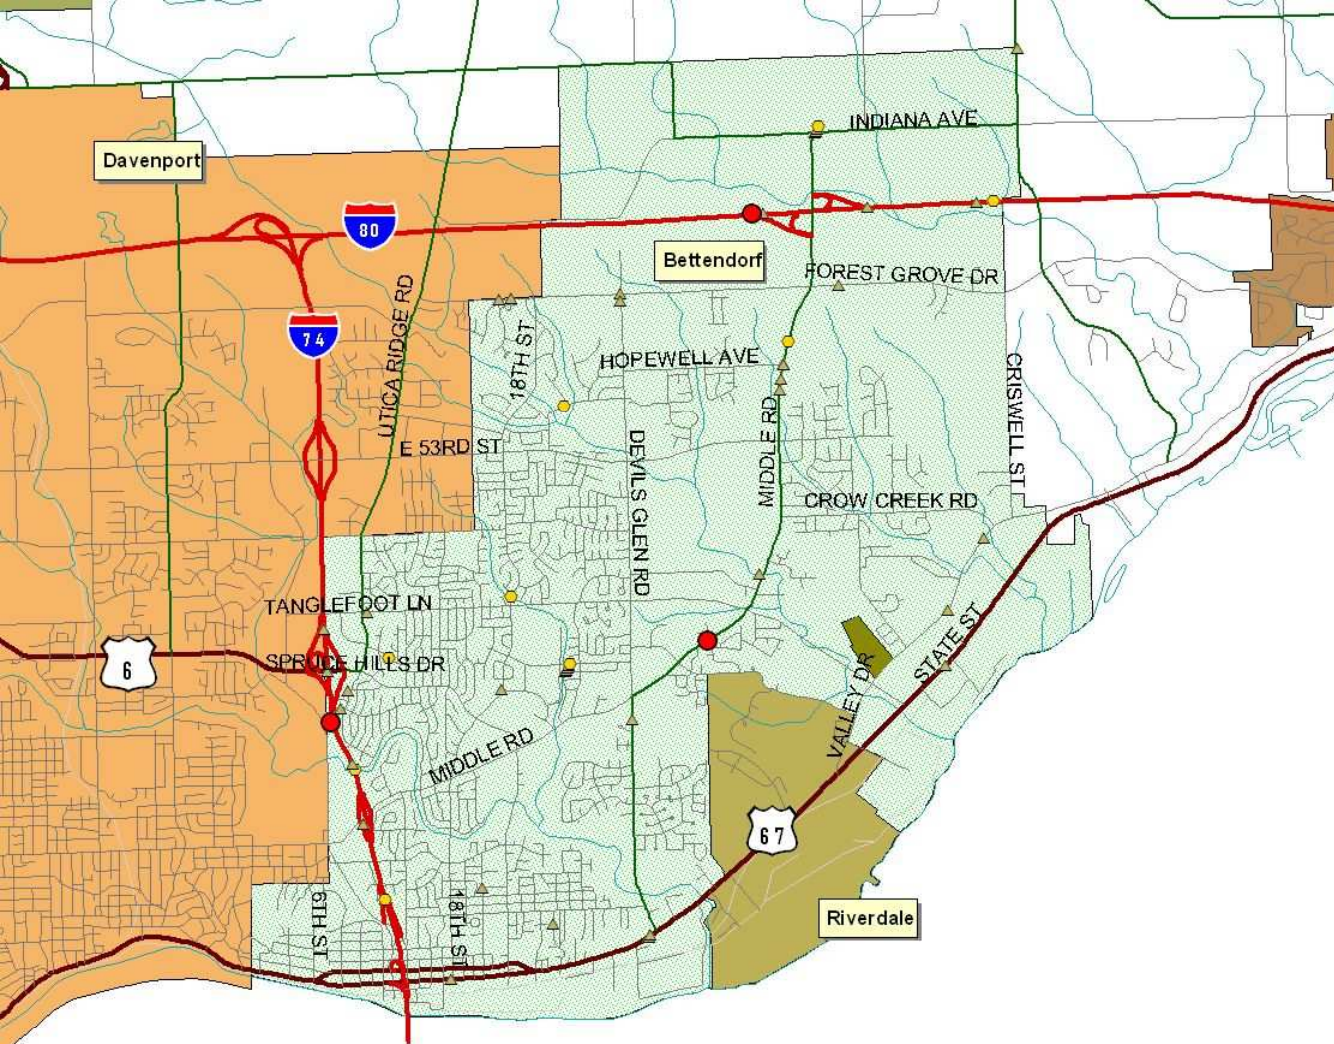 INDIANA AVE
Davenport
80
Bettendorf
FOREST GROVE DR
74
UTICA RIDGE RD
18TH ST
HOPEWELL AVE
CRISWELL ST
E 53RD ST
DEVILS GLEN RD
MIDDLE RD
CROW CREEK RD
TANGLEFOOT LN
6
SPRUCE HILLS DR
STATE ST
VALLEY DR
MIDDLE RD
67
6TH ST
18TH ST
Riverdale